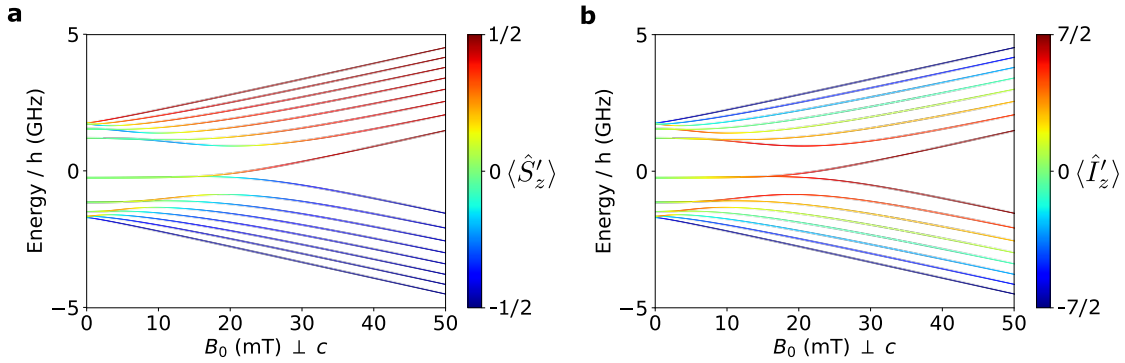 a
5
0
−5
Energy / h (GHz)
0 10 20 30 40 50
B₀ (mT) ⊥ c
1/2
0 ⟨Ŝ′z⟩
-1/2
b
5
0
−5
Energy / h (GHz)
0 10 20 30 40 50
B₀ (mT) ⊥ c
7/2
0 ⟨Î′z⟩
-7/2